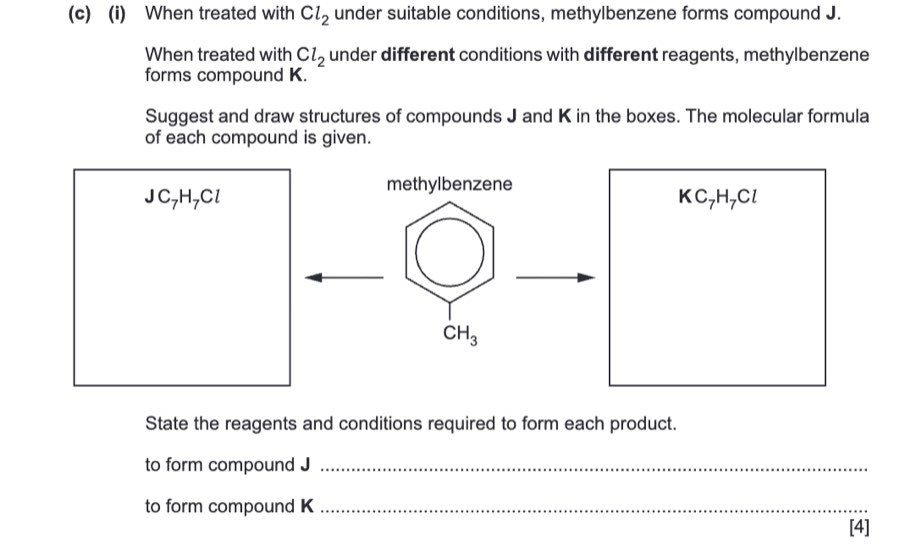 (c) (i) When treated with Cl₂ under suitable conditions, methylbenzene forms compound J.
When treated with Cl₂ under different conditions with different reagents, methylbenzene
forms compound K.
Suggest and draw structures of compounds J and K in the boxes. The molecular formula
of each compound is given.
J C₇H₇Cl
methylbenzene
K C₇H₇Cl
CH₃
State the reagents and conditions required to form each product.
to form compound J ....................................................................................................
to form compound K ....................................................................................................
[4]